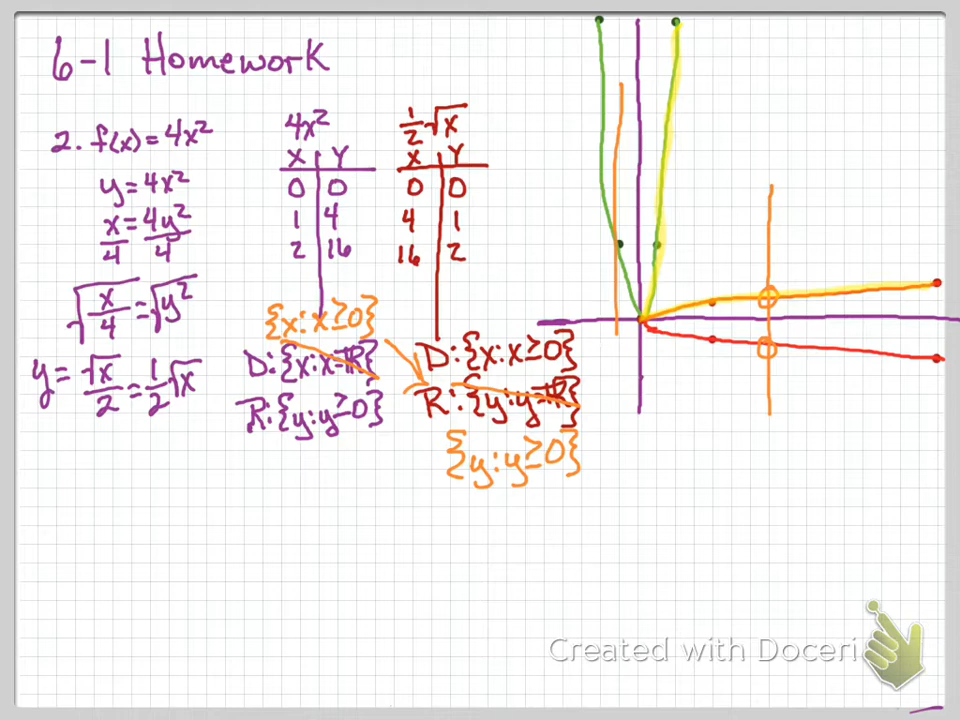 6-1 Homework
2. f(x) = 4x²
y = 4x²
x/4 = 4y²/4
√(x/4) = √y²
y = √x/2 = 1/2 √x
4x²
X Y
0 0
1 4
2 16
{x: x ≥ 0}
D: {x: x = ℝ}
R: {y: y ≥ 0}
1/2 √x
X Y
0 0
4 1
16 2
D: {x: x ≥ 0}
R: {y: y = ℝ}
{y: y ≥ 0}
Created with Doceri